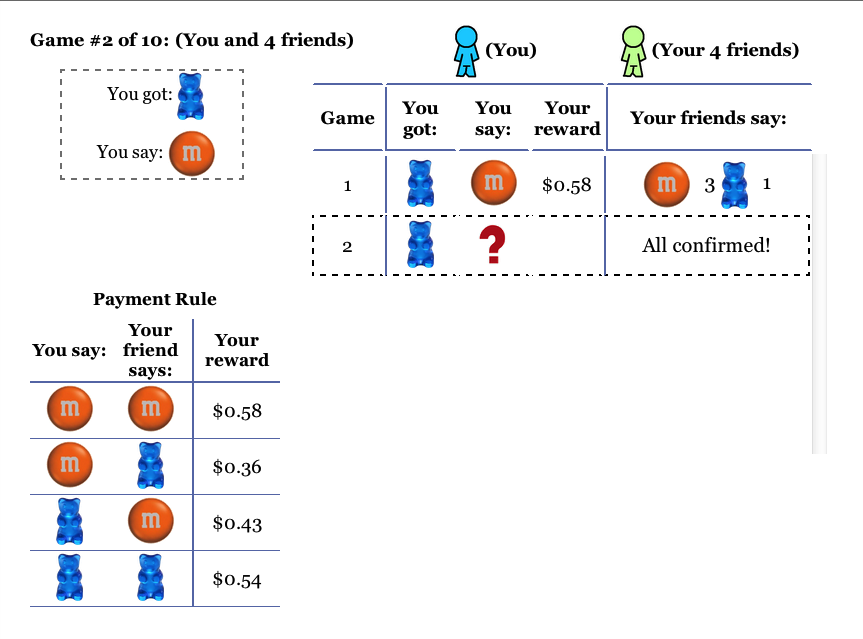 Game #2 of 10: (You and 4 friends)
You got:
You say: m
(You)
(Your 4 friends)
Game You got: You say: Your reward Your friends say:
1 m $0.58 m 3 1
2 ? All confirmed!
Payment Rule
You say: Your friend says: Your reward
m m $0.58
m $0.36
m $0.43
$0.54